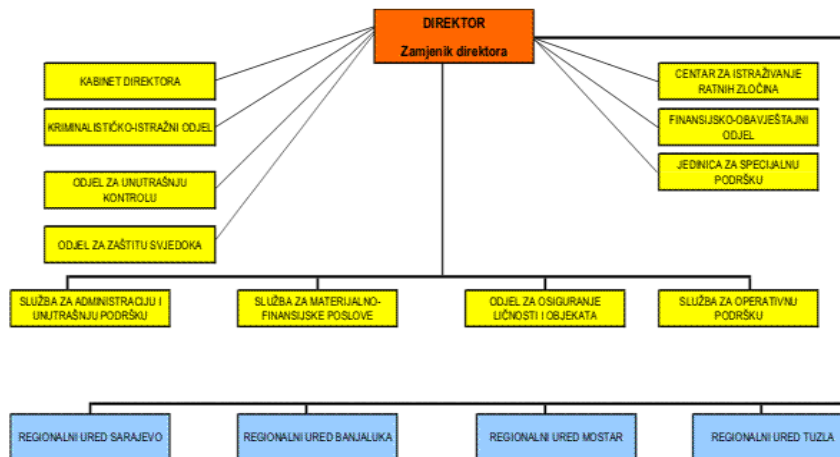 DIREKTOR
Zamjenik direktora
KABINET DIREKTORA
KRIMINALISTIČKO-ISTRAŽNI ODJEL
ODJEL ZA UNUTRAŠNJU
KONTROLU
ODJEL ZA ZAŠTITU SVJEDOKA
CENTAR ZA ISTRAŽIVANJE
RATNIH ZLOČINA
FINANSIJSKO-OBAVJEŠTAJNI
ODJEL
JEDINICA ZA SPECIJALNU
PODRŠKU
SLUŽBA ZA ADMINISTRACIJU I
UNUTRAŠNJU PODRŠKU
SLUŽBA ZA MATERIJALNO-
FINANSIJSKE POSLOVE
ODJEL ZA OSIGURANJE
LIČNOSTI I OBJEKATA
SLUŽBA ZA OPERATIVNU
PODRŠKU
REGIONALNI URED SARAJEVO
REGIONALNI URED BANJALUKA
REGIONALNI URED MOSTAR
REGIONALNI URED TUZLA